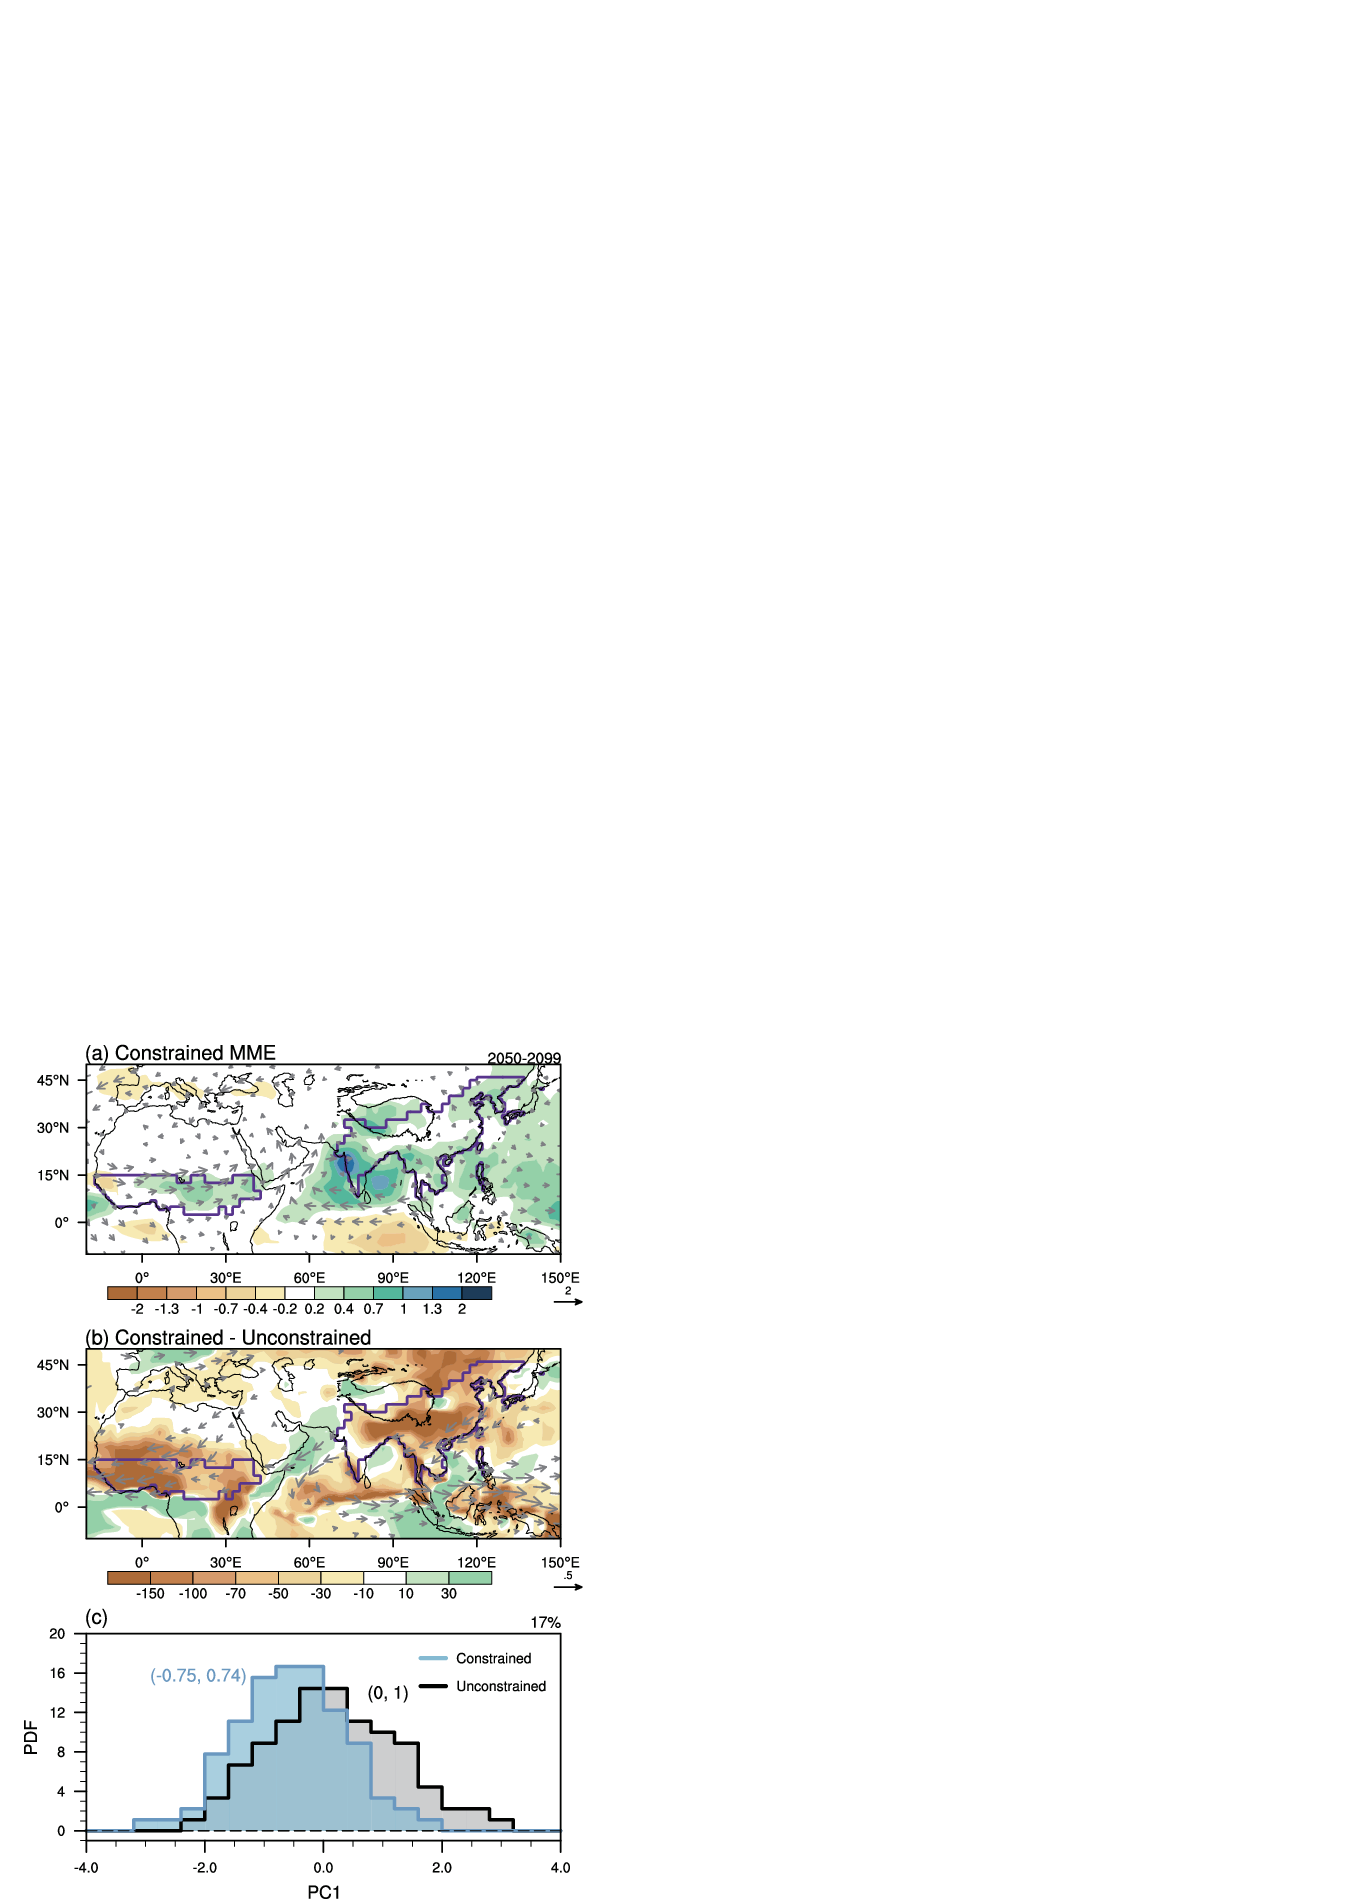 (a) Constrained MME 2050-2099
45°N
30°N
15°N
0°
0° 30°E 60°E 90°E 120°E 150°E
-2 -1.3 -1 -0.7 -0.4 -0.2 0.2 0.4 0.7 1 1.3 2
2
(b) Constrained - Unconstrained
45°N
30°N
15°N
0°
0° 30°E 60°E 90°E 120°E 150°E
-150 -100 -70 -50 -30 -10 10 30
.5
(c) 17%
20
16
12
8
4
0
PDF
(-0.75, 0.74)
(0, 1)
Constrained
Unconstrained
-4.0 -2.0 0.0 2.0 4.0
PC1